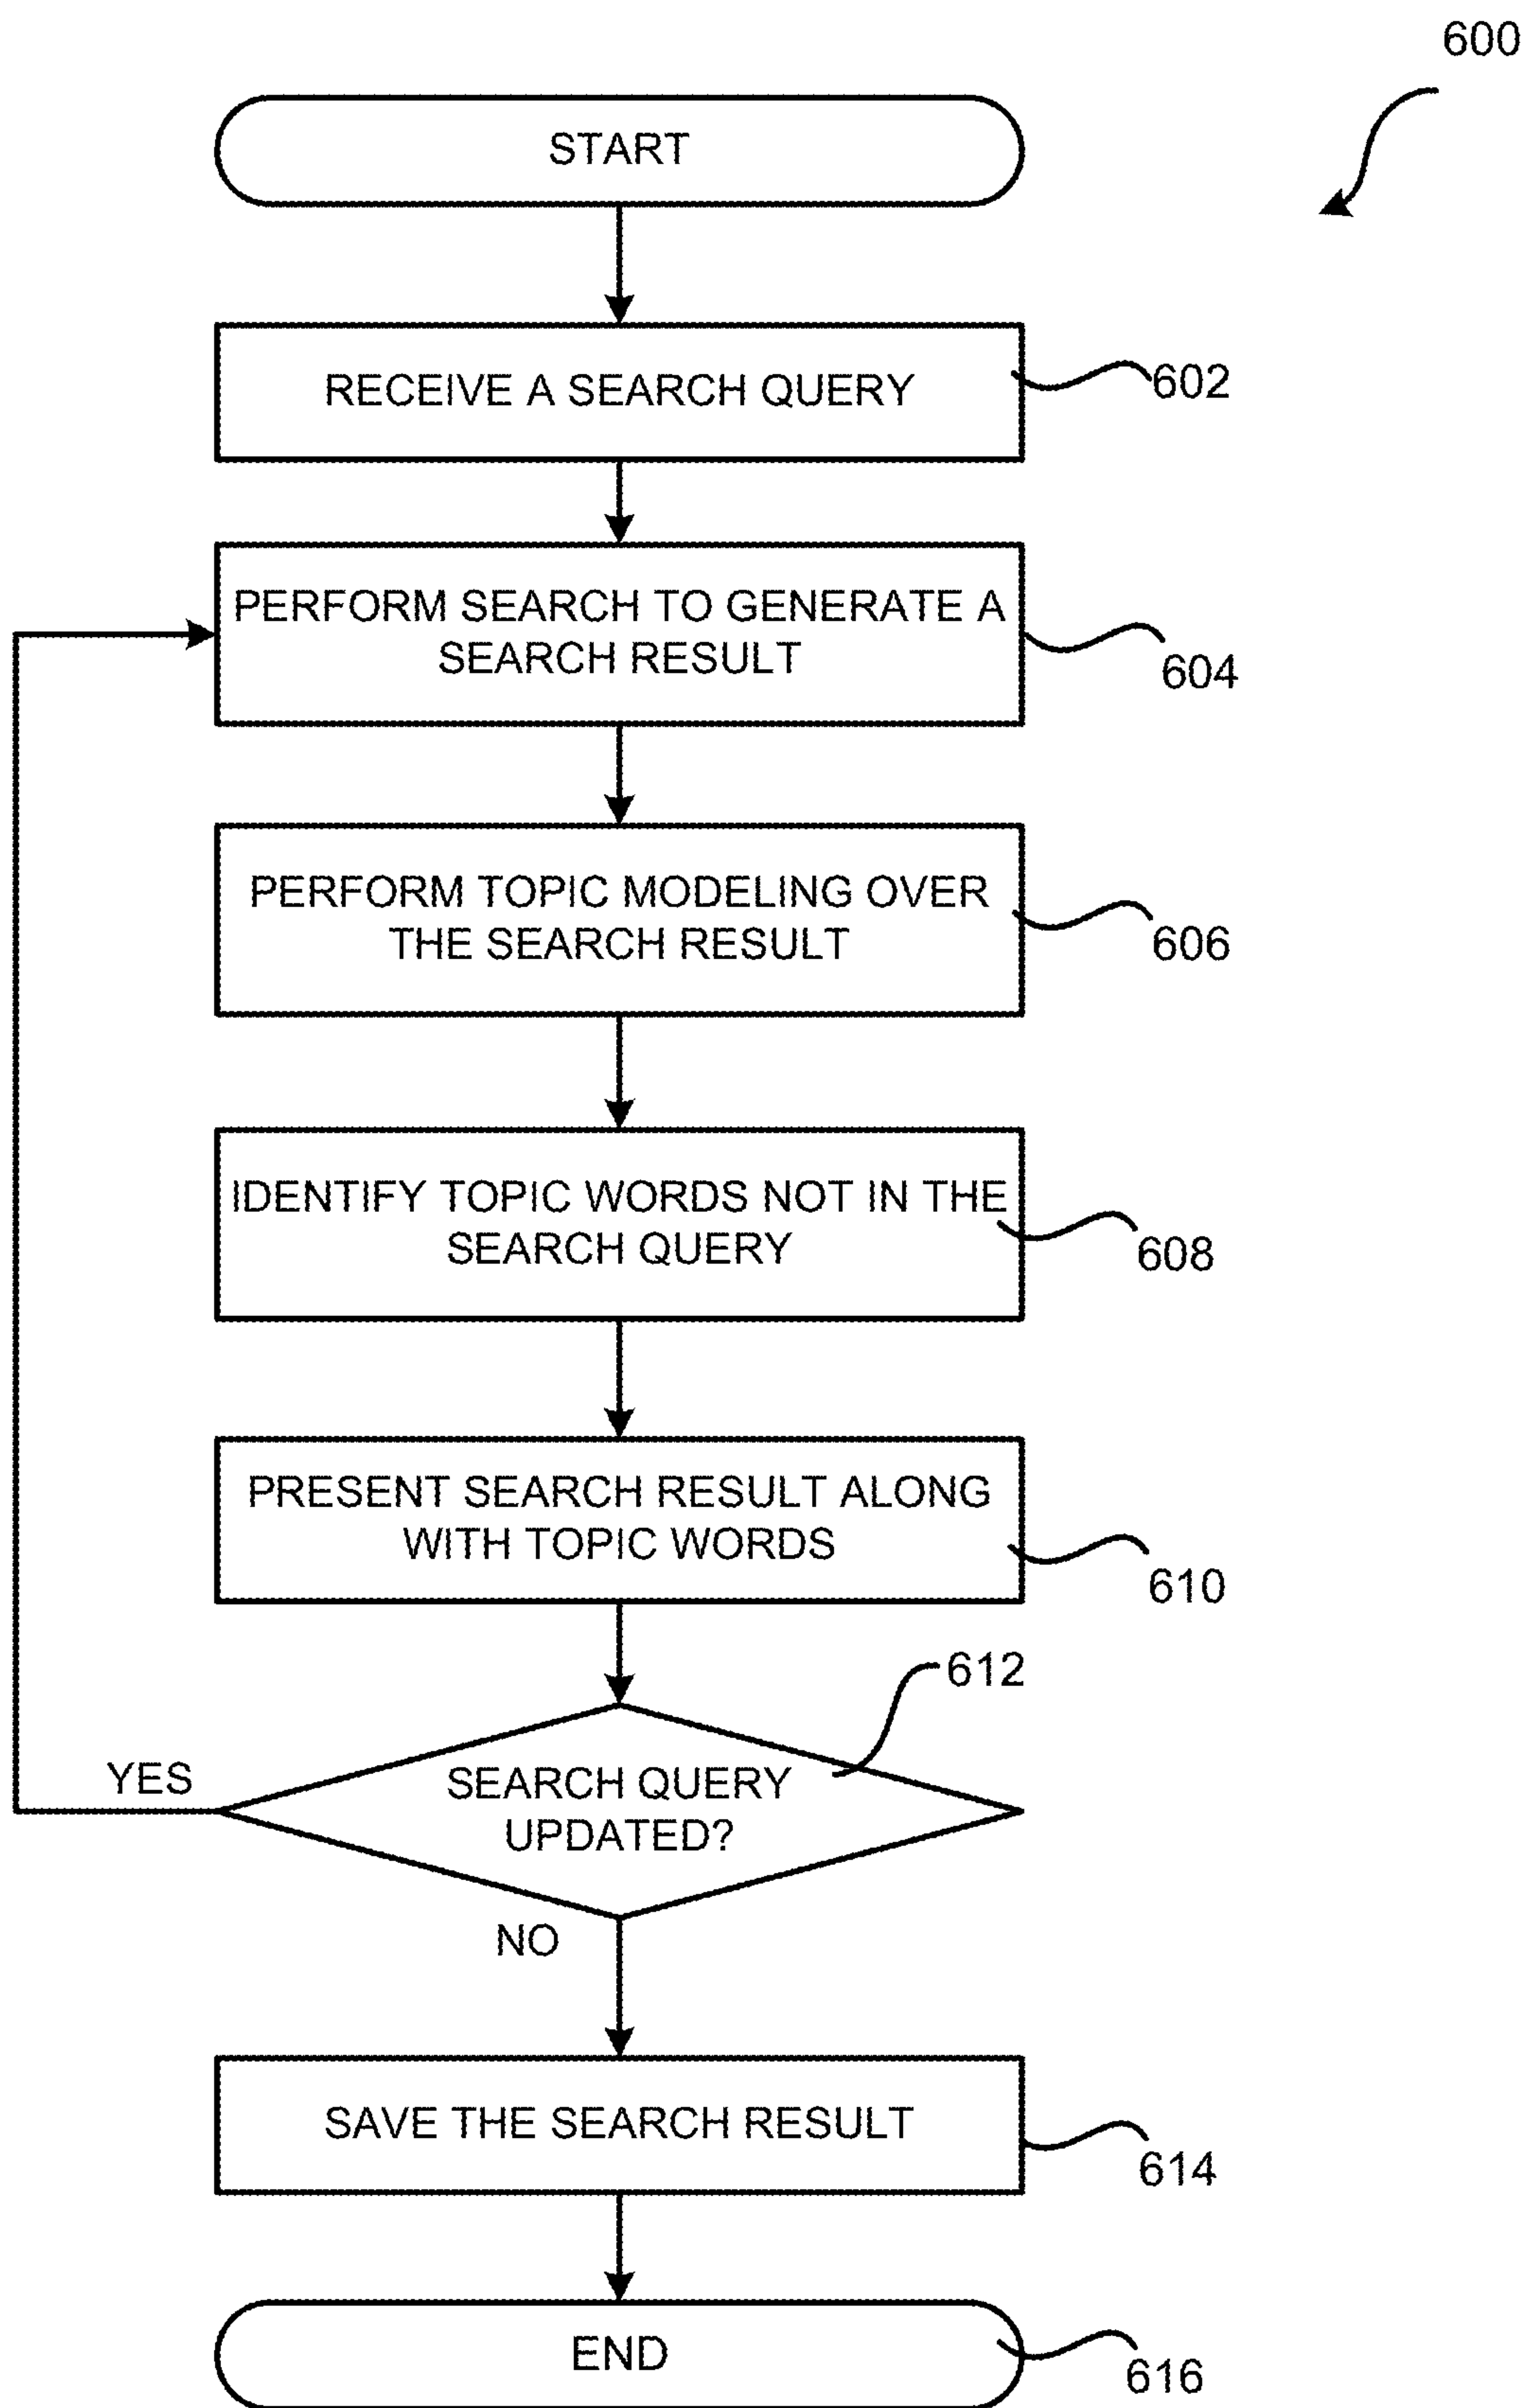 600
START
RECEIVE A SEARCH QUERY
602
PERFORM SEARCH TO GENERATE A
SEARCH RESULT
604
PERFORM TOPIC MODELING OVER
THE SEARCH RESULT
606
IDENTIFY TOPIC WORDS NOT IN THE
SEARCH QUERY
608
PRESENT SEARCH RESULT ALONG
WITH TOPIC WORDS
610
612
YES
SEARCH QUERY
UPDATED?
NO
SAVE THE SEARCH RESULT
614
END
616